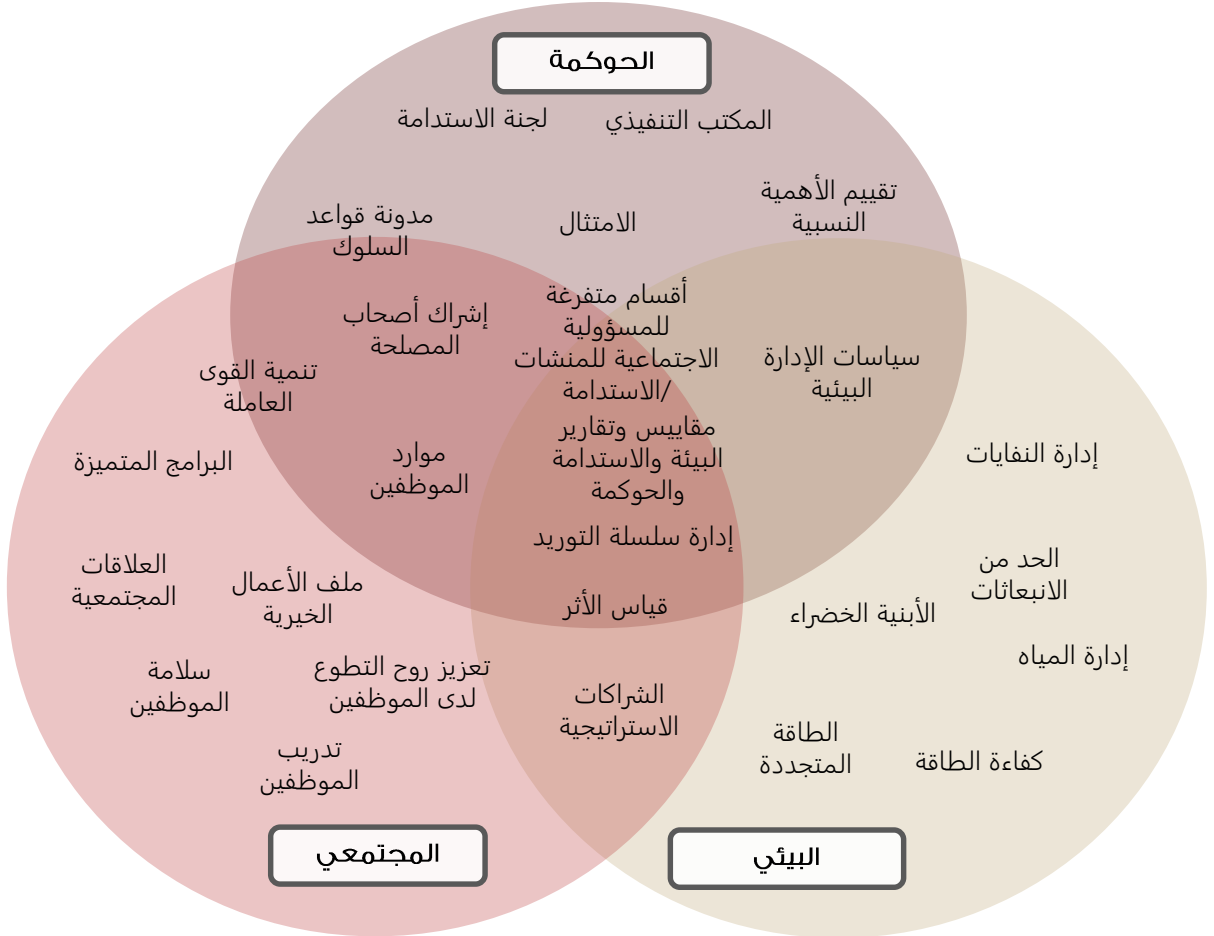 الحوكمة
المكتب التنفيذي
لجنة الاستدامة
تقييم الأهمية
النسبية
الامتثال
مدونة قواعد
السلوك
أقسام متفرغة
للمسؤولية
الاجتماعية للمنشات
/الاستدامة
إشراك أصحاب
المصلحة
سياسات الإدارة
البيئية
تنمية القوى
العاملة
مقاييس وتقارير
البيئة والاستدامة
والحوكمة
موارد
الموظفين
البرامج المتميزة
إدارة النفايات
إدارة سلسلة التوريد
الحد من
الانبعاثات
العلاقات
المجتمعية
ملف الأعمال
الخيرية
قياس الأثر
الأبنية الخضراء
إدارة المياه
تعزيز روح التطوع
لدى الموظفين
سلامة
الموظفين
الشراكات
الاستراتيجية
الطاقة
المتجددة
كفاءة الطاقة
تدريب
الموظفين
البيئي
المجتمعي